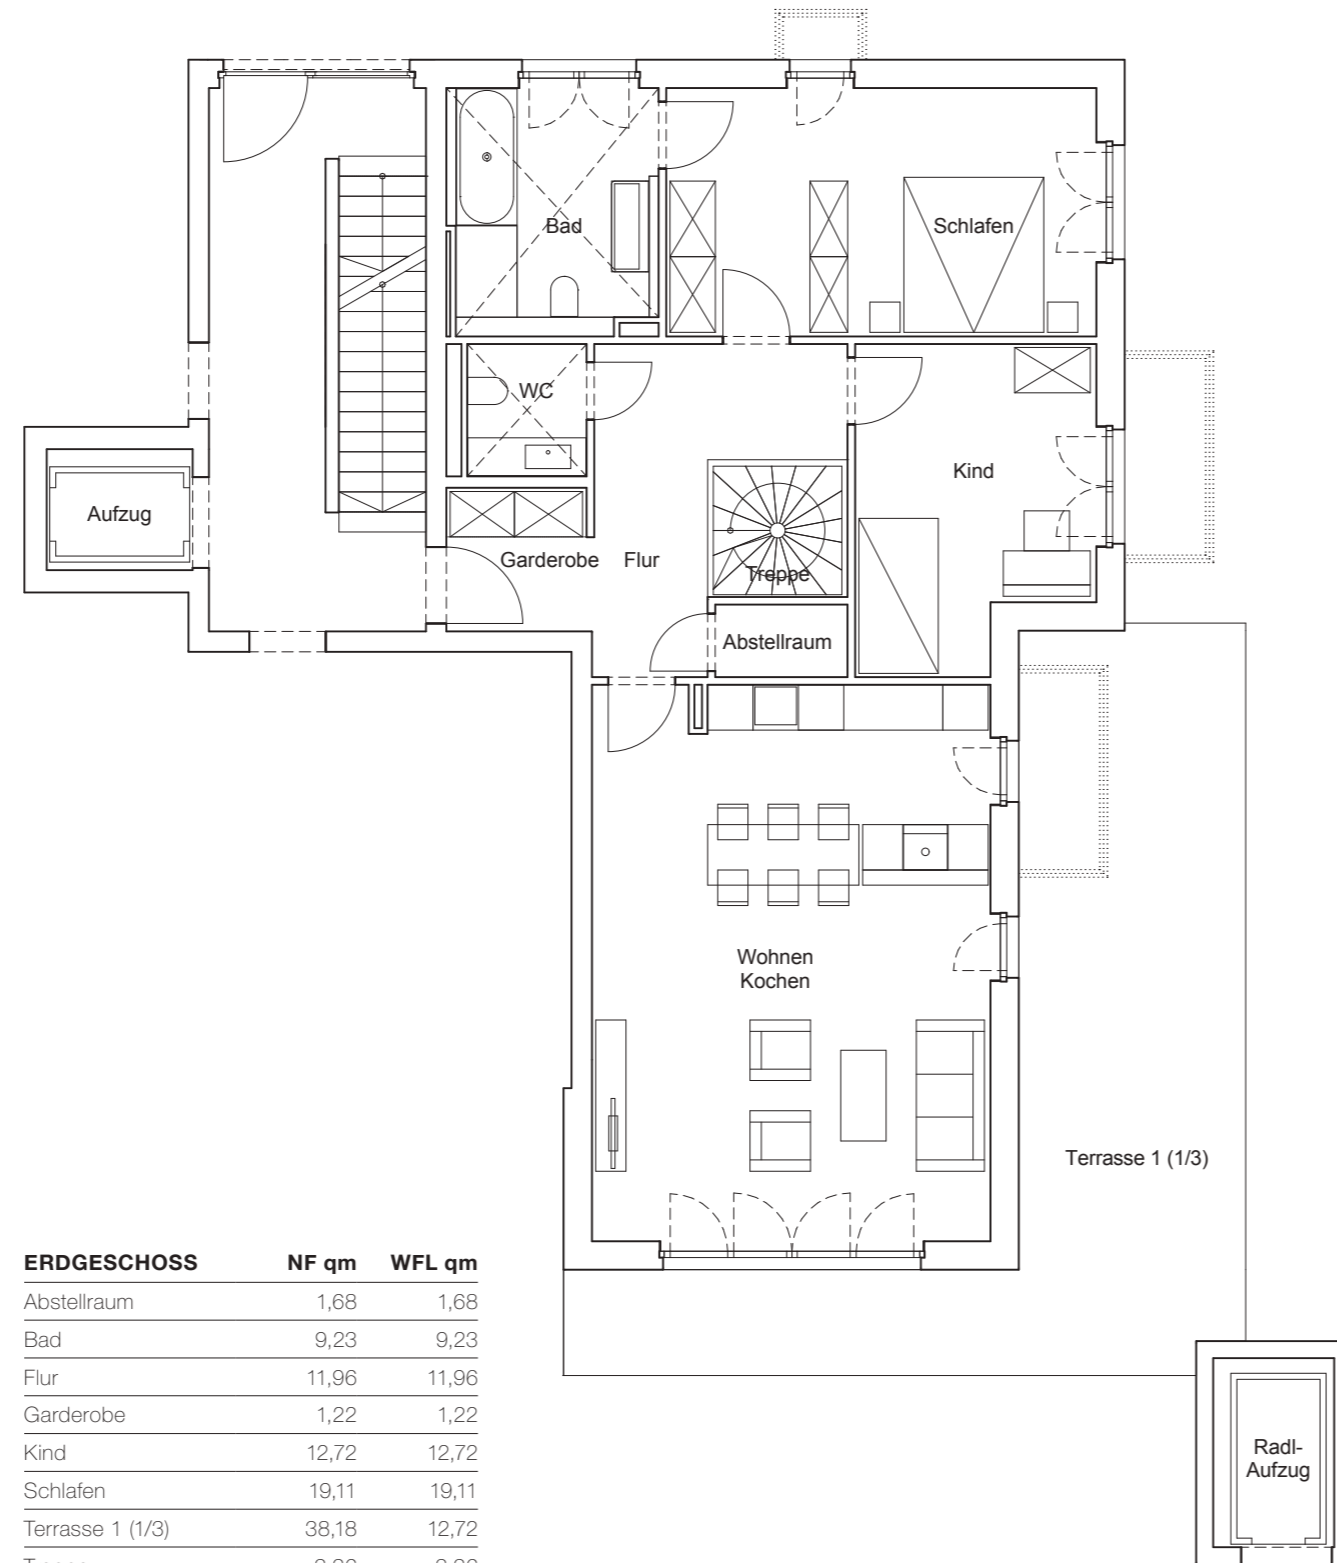 Bad
Schlafen
WC
Kind
Aufzug
Garderobe
Flur
Treppe
Abstellraum
Wohnen
Kochen
Terrasse 1 (1/3)
Radl-
Aufzug
ERDGESCHOSS NF qm WFL qm
Abstellraum 1,68 1,68
Bad 9,23 9,23
Flur 11,96 11,96
Garderobe 1,22 1,22
Kind 12,72 12,72
Schlafen 19,11 19,11
Terrasse 1 (1/3) 38,18 12,72